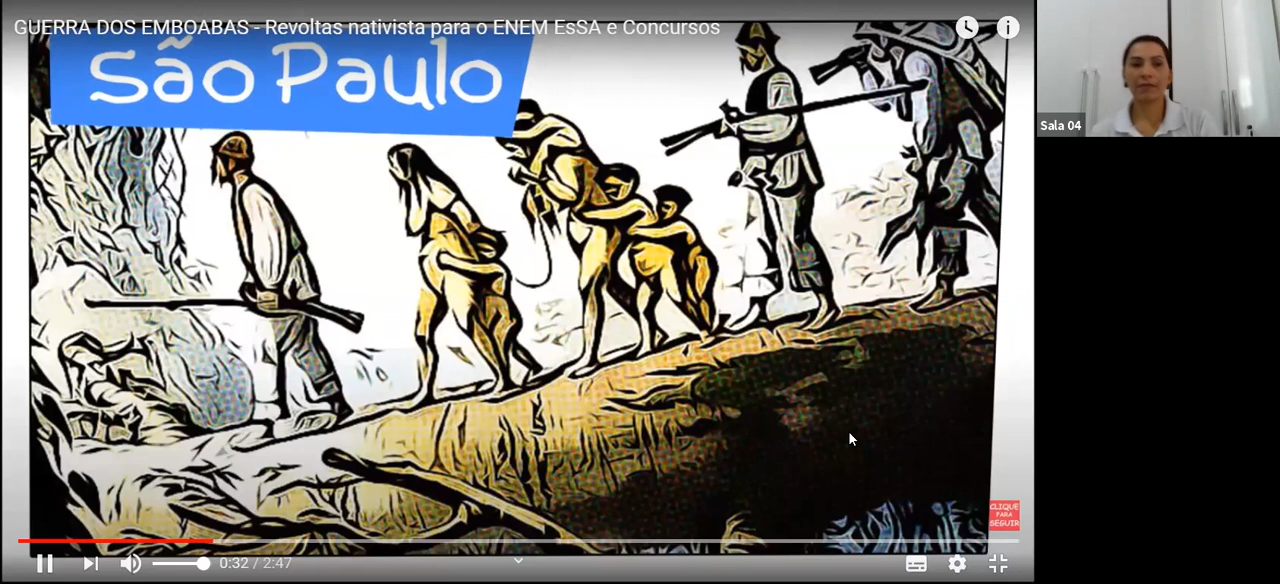 GUERRA DOS EMBOABAS - Revoltas nativista para o ENEM EsSA e Concursos
São Paulo
Sala 04
CLIQUE
PARA
SEGUIR
0:32 / 2:47